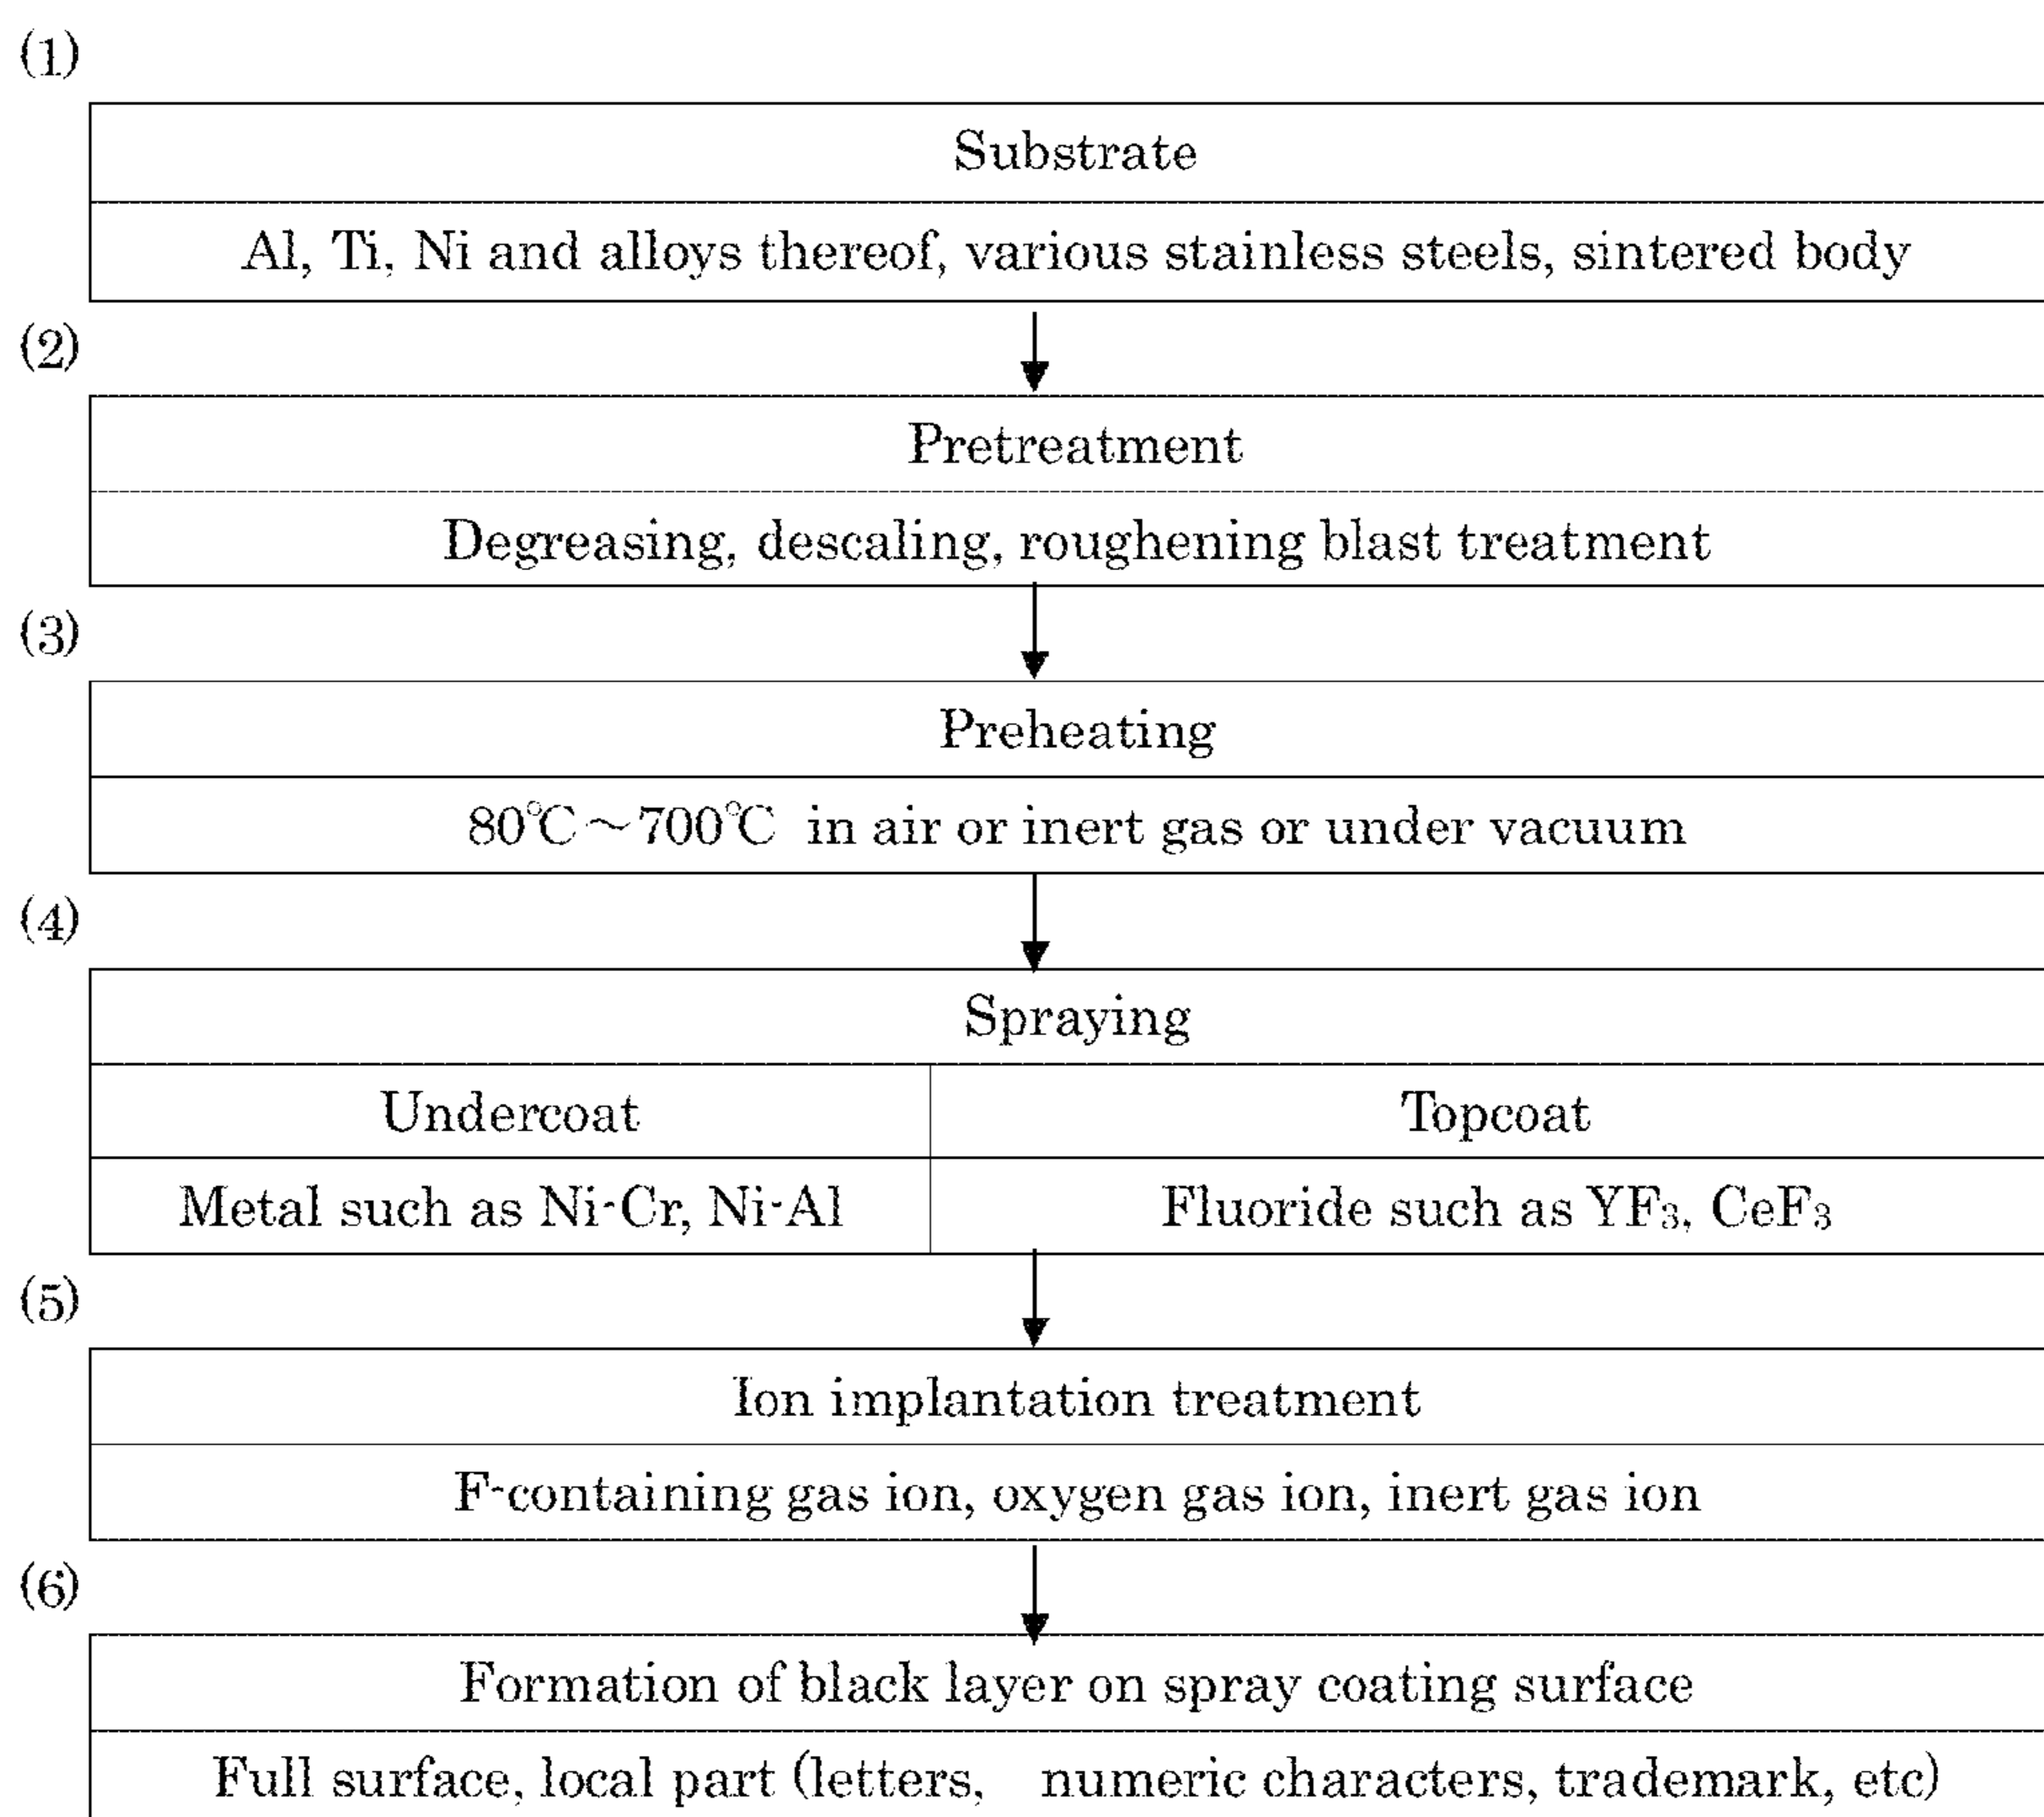 (1)
Substrate
Al, Ti, Ni and alloys thereof, various stainless steels, sintered body
(2)
Pretreatment
Degreasing, descaling, roughening blast treatment
(3)
Preheating
80℃～700℃ in air or inert gas or under vacuum
(4)
Spraying
Undercoat Topcoat
Metal such as Ni-Cr, Ni-Al Fluoride such as YF₃, CeF₃
(5)
Ion implantation treatment
F-containing gas ion, oxygen gas ion, inert gas ion
(6)
Formation of black layer on spray coating surface
Full surface, local part (letters, numeric characters, trademark, etc)